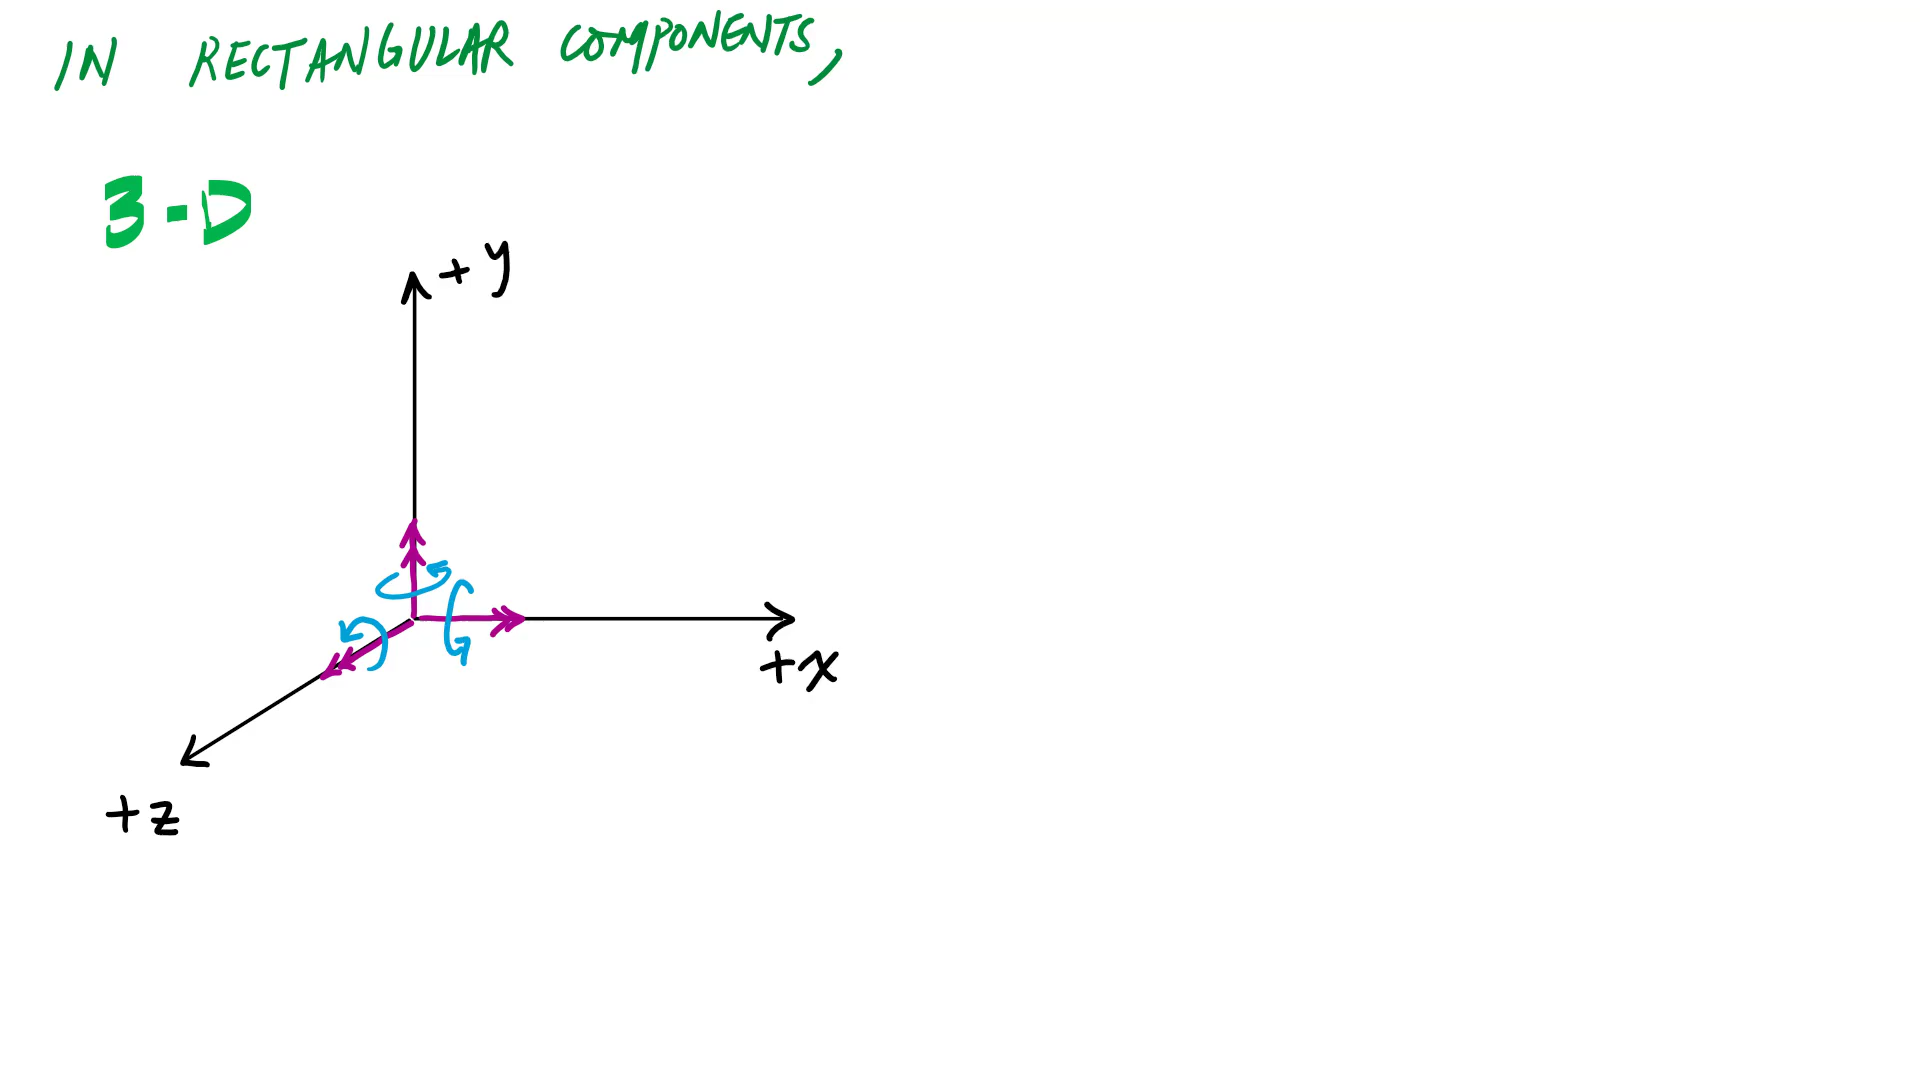 IN RECTANGULAR COMPONENTS,
3-D
+y
+x
+z